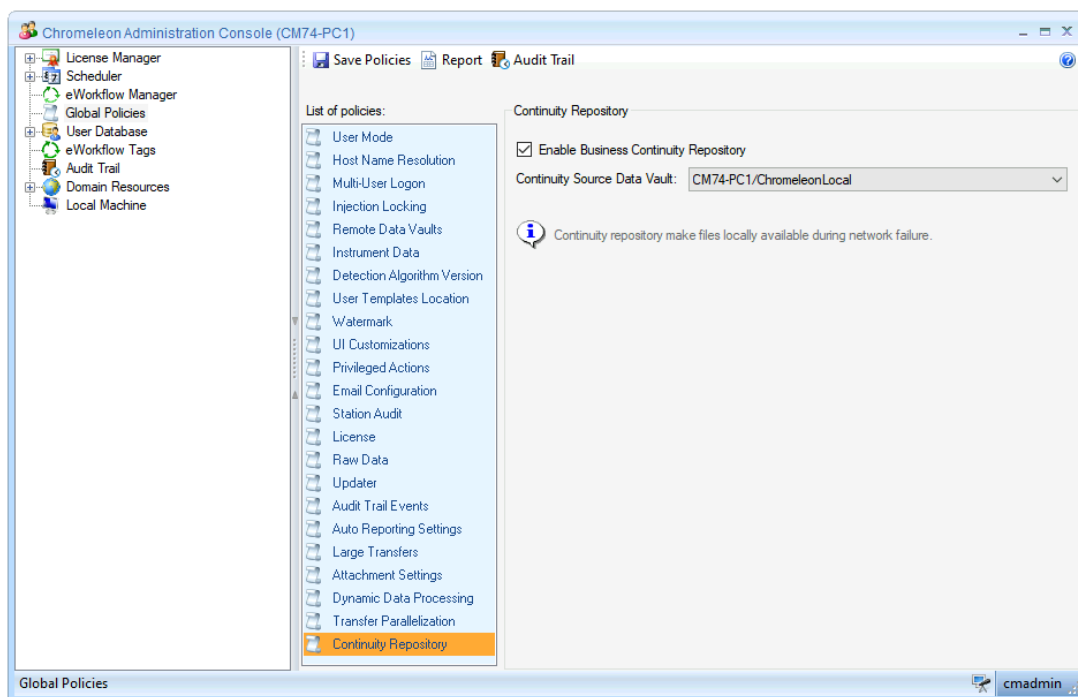 Chromeleon Administration Console (CM74-PC1)
License Manager
Scheduler
eWorkflow Manager
Global Policies
User Database
eWorkflow Tags
Audit Trail
Domain Resources
Local Machine
Save Policies Report Audit Trail
List of policies:
User Mode
Host Name Resolution
Multi-User Logon
Injection Locking
Remote Data Vaults
Instrument Data
Detection Algorithm Version
User Templates Location
Watermark
UI Customizations
Privileged Actions
Email Configuration
Station Audit
License
Raw Data
Updater
Audit Trail Events
Auto Reporting Settings
Large Transfers
Attachment Settings
Dynamic Data Processing
Transfer Parallelization
Continuity Repository
Continuity Repository
Enable Business Continuity Repository
Continuity Source Data Vault: CM74-PC1/ChromeleonLocal
Continuity repository make files locally available during network failure.
Global Policies
cmadmin